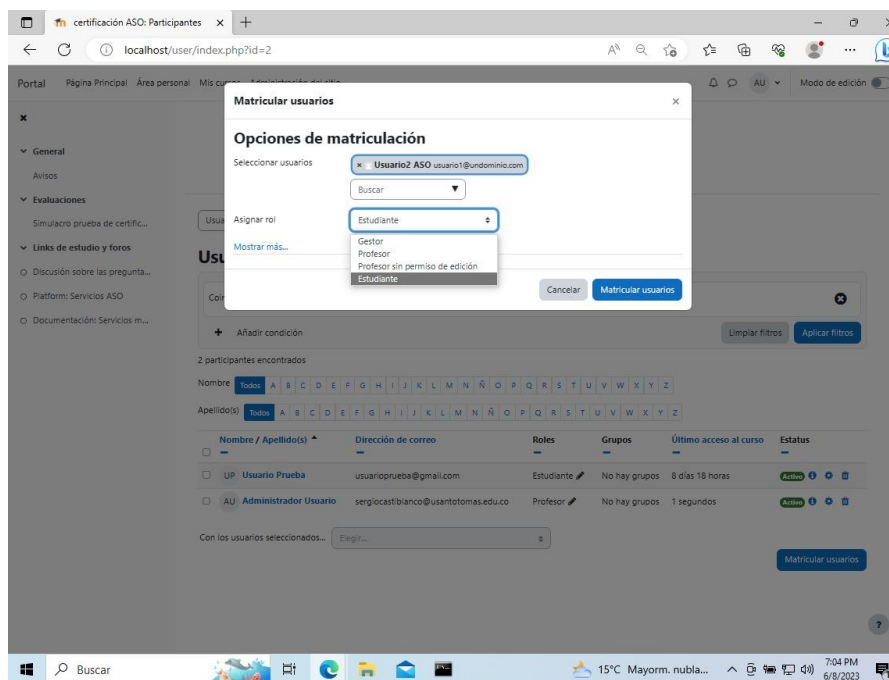 certificación ASO: Participantes
localhost/user/index.php?id=2
Portal Página Principal Área personal Mis cursos Administración del sitio AU Modo de edición
Matricular usuarios
General
Opciones de matriculación
Seleccionar usuarios × Usuario2 ASO usuario1@undominio.com
Avisos
Buscar
Evaluaciones
Simulacro prueba de certific...
Asignar rol Estudiante
Gestor
Links de estudio y foros
Mostrar más...
Profesor
Profesor sin permiso de edición
Estudiante
Discusión sobre las pregunta...
Cancelar Matricular usuarios
Platform: Servicios ASO
Documentación: Servicios m...
Añadir condición Limpiar filtros Aplicar filtros
2 participantes encontrados
Nombre Todos A B C D E F G H I J K L M N Ñ O P Q R S T U V W X Y Z
Apellido(s) Todos A B C D E F G H I J K L M N Ñ O P Q R S T U V W X Y Z
Nombre / Apellido(s) Dirección de correo Roles Grupos Último acceso al curso Estatus
UP Usuario Prueba usuarioprueba@gmail.com Estudiante No hay grupos 8 días 18 horas Activo
AU Administrador Usuario sergiocastiblanco@usantotomas.edu.co Profesor No hay grupos 1 segundos Activo
Con los usuarios seleccionados... Elegir...
Matricular usuarios
?
Buscar 15°C Mayorm. nubla... 7:04 PM
6/8/2023